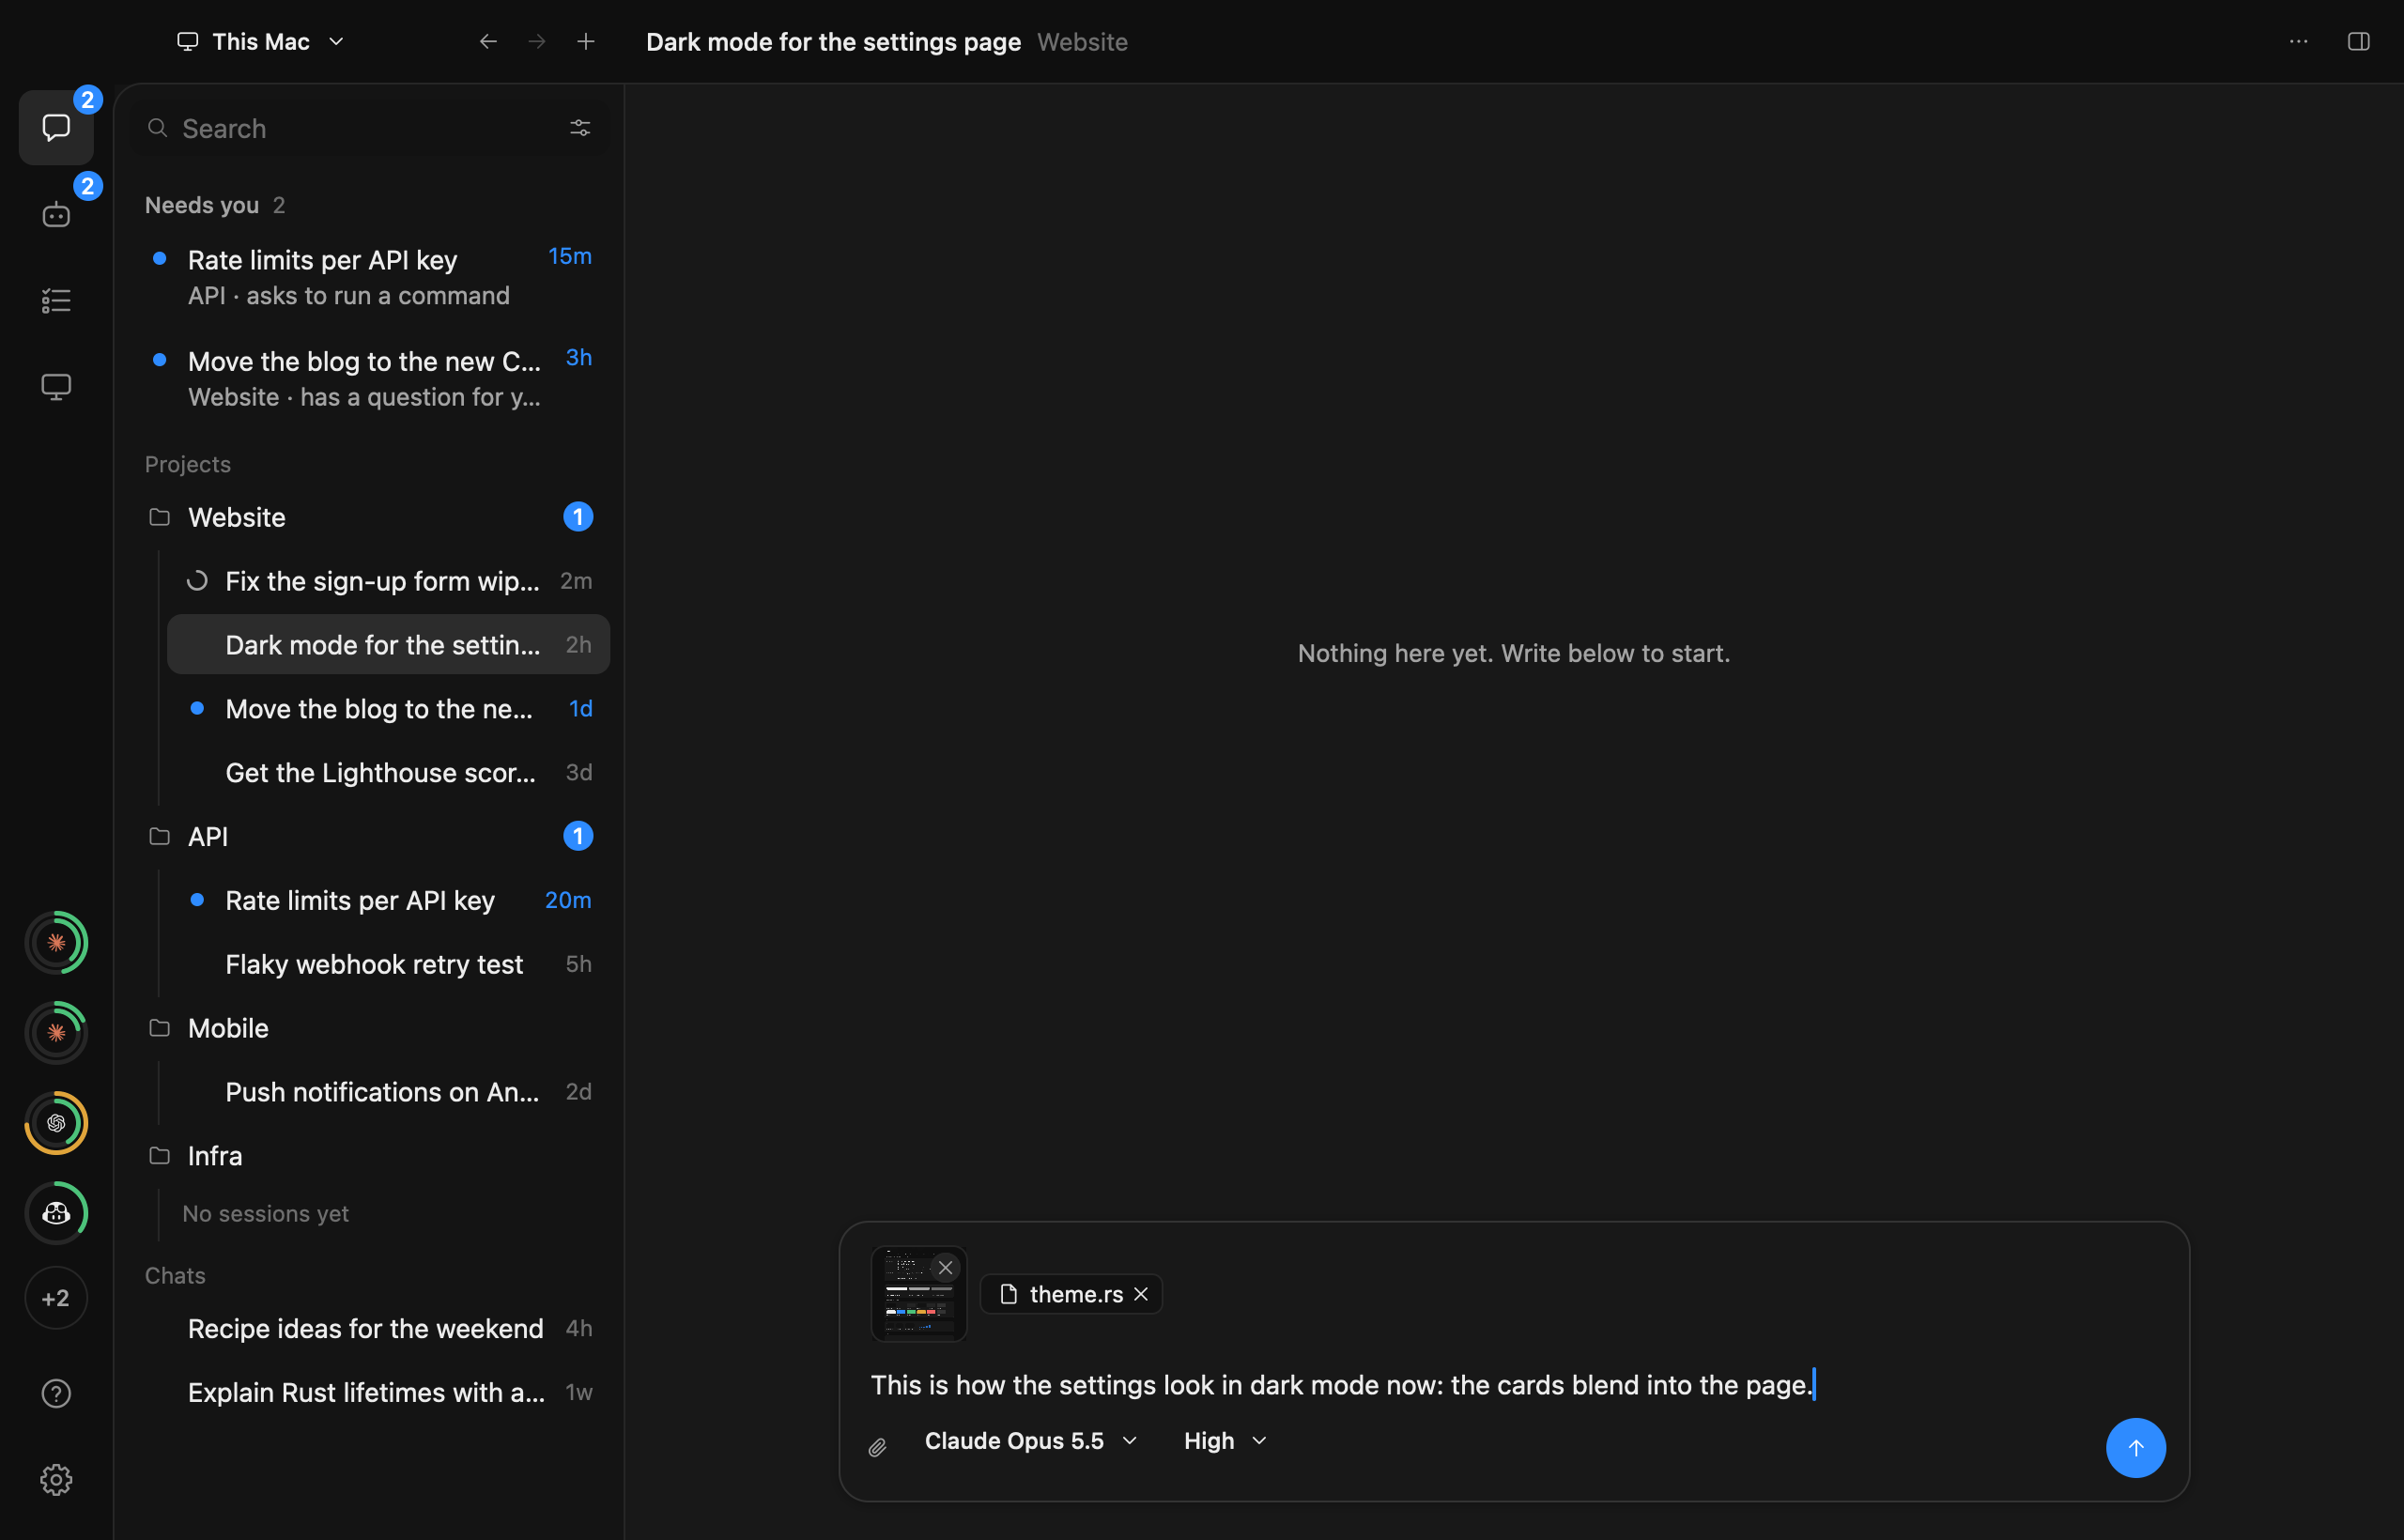 This Mac
Dark mode for the settings page Website
2
2
Search
Needs you 2
Rate limits per API key 15m
API · asks to run a command
Move the blog to the new C... 3h
Website · has a question for y...
Projects
Website 1
Fix the sign-up form wip... 2m
Dark mode for the settin... 2h
Move the blog to the ne... 1d
Get the Lighthouse scor... 3d
API 1
Rate limits per API key 20m
Flaky webhook retry test 5h
Mobile
Push notifications on An... 2d
Infra
No sessions yet
Chats
Recipe ideas for the weekend 4h
Explain Rust lifetimes with a... 1w
+2
Nothing here yet. Write below to start.
theme.rs
This is how the settings look in dark mode now: the cards blend into the page.
Claude Opus 5.5 High